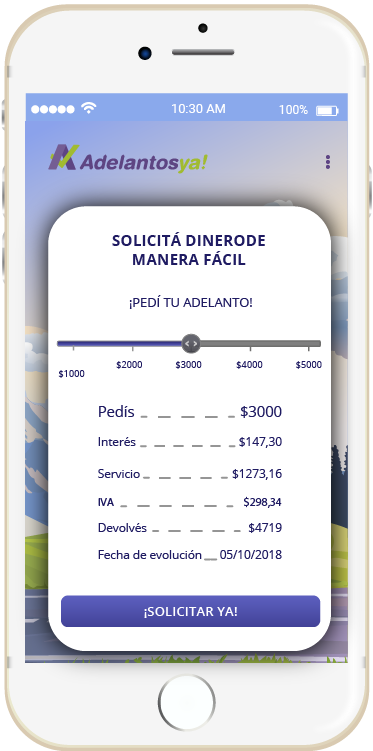 10:30 AM 100%
Adelantosya!
SOLICITÁ DINERODE
MANERA FÁCIL
¡PEDÍ TU ADELANTO!
$1000 $2000 $3000 $4000 $5000
Pedís $3000
Interés $147,30
Servicio $1273,16
IVA $298,34
Devolvés $4719
Fecha de evolución 05/10/2018
¡SOLICITAR YA!